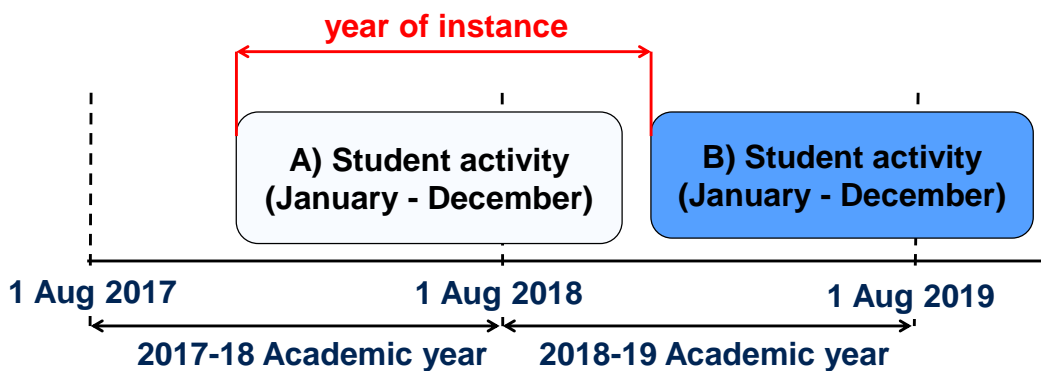 year of instance
A) Student activity
(January - December)
B) Student activity
(January - December)
1 Aug 2017
1 Aug 2018
1 Aug 2019
2017-18 Academic year
2018-19 Academic year